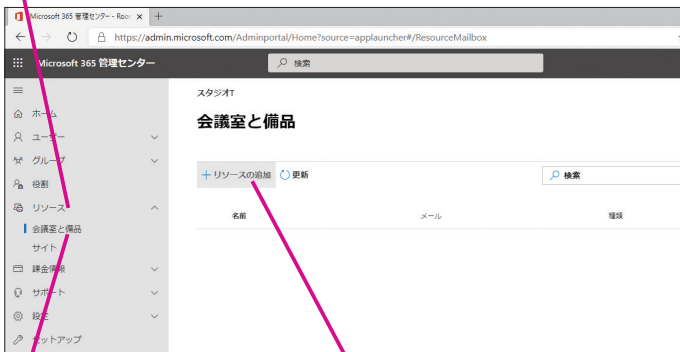 Microsoft 365 管理センター - Roo
https://admin.microsoft.com/Adminportal/Home?source=applauncher#/ResourceMailbox
Microsoft 365 管理センター
検索
スタジオT
会議室と備品
ホーム
ユーザー
グループ
役割
リソース
会議室と備品
サイト
課金情報
サポート
設定
セットアップ
リソースの追加
更新
検索
名前
メール
種類